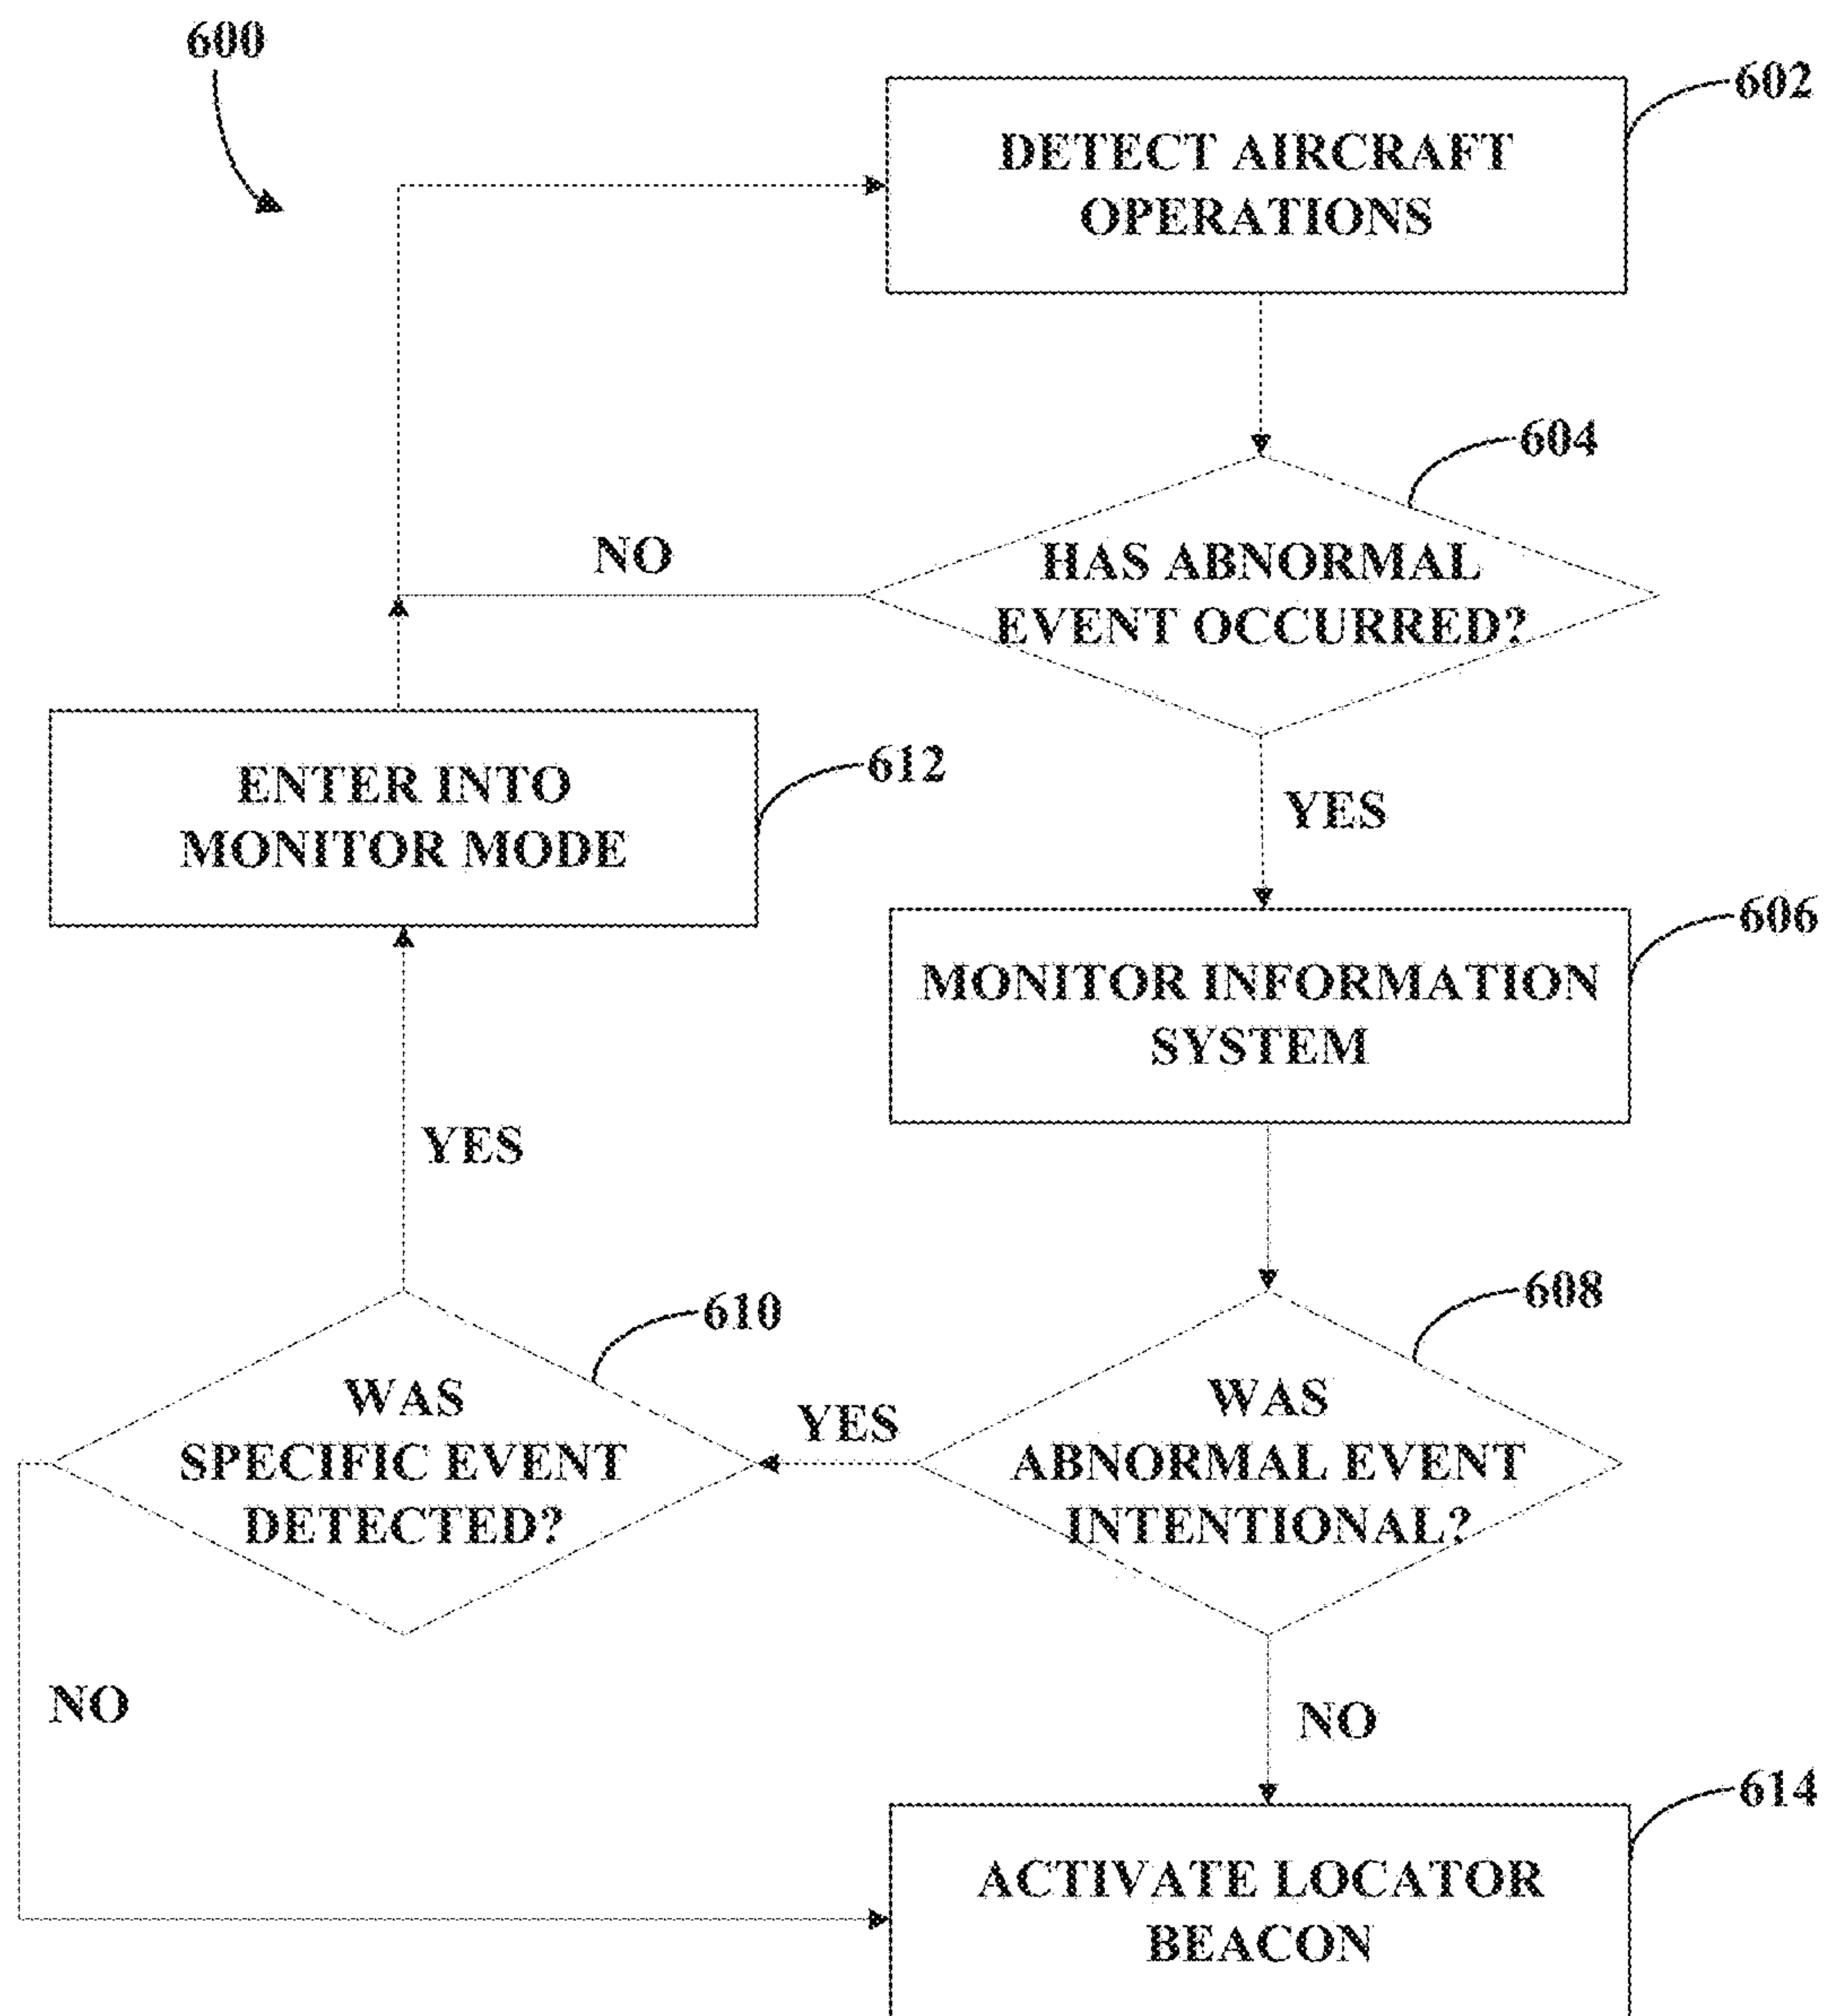 600
602
DETECT AIRCRAFT
OPERATIONS
604
HAS ABNORMAL
EVENT OCCURRED?
NO
YES
612
ENTER INTO
MONITOR MODE
606
MONITOR INFORMATION
SYSTEM
YES
608
610
WAS
ABNORMAL EVENT
INTENTIONAL?
YES
WAS
SPECIFIC EVENT
DETECTED?
NO
NO
614
ACTIVATE LOCATOR
BEACON